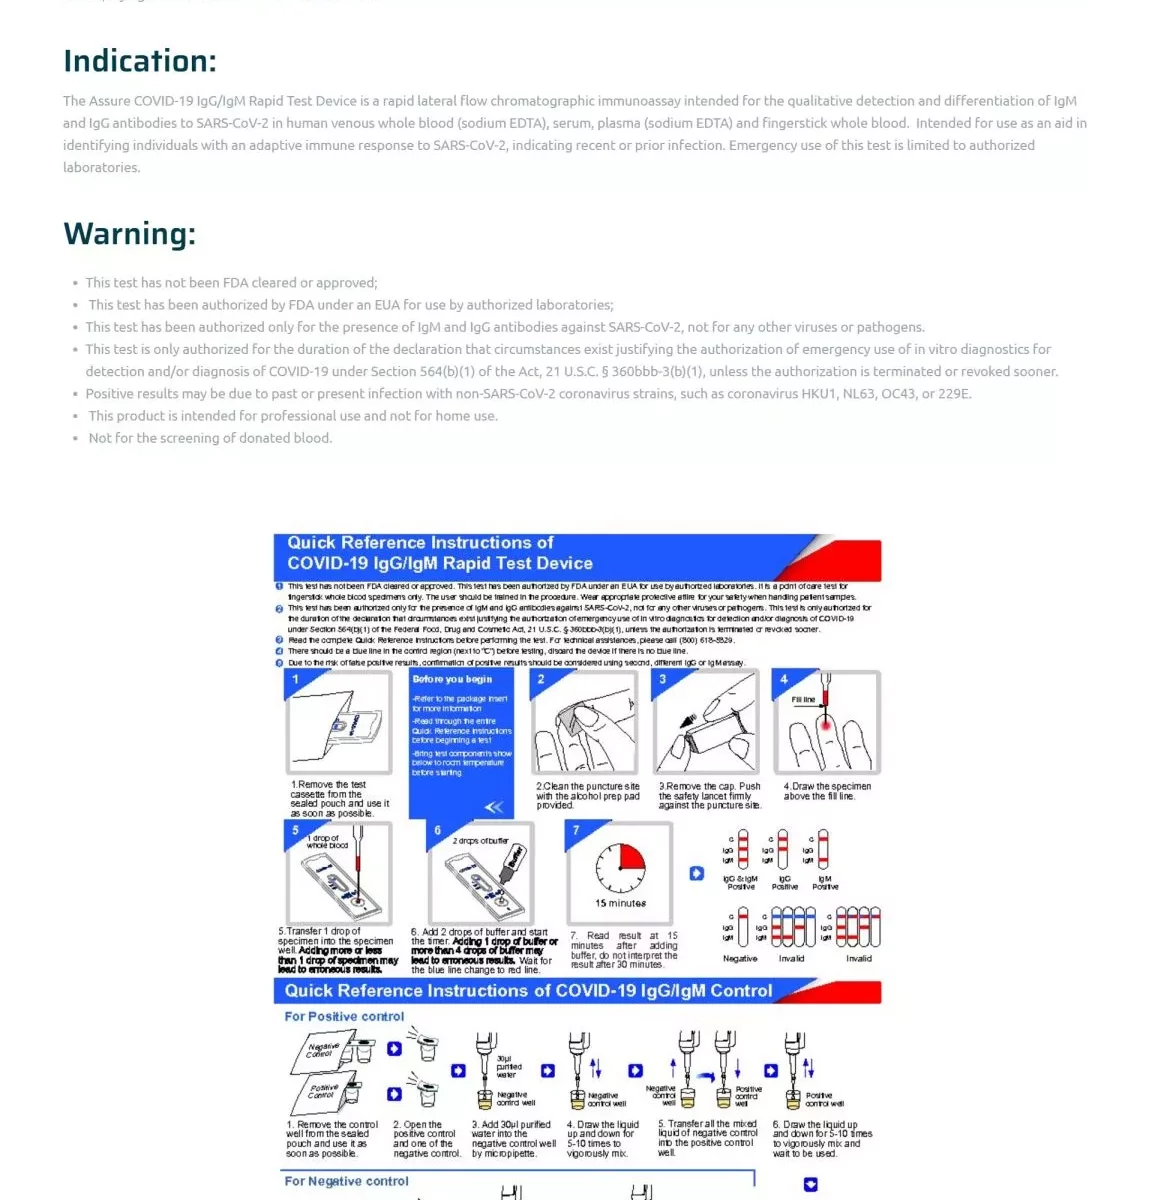 Indication:
The Assure COVID-19 IgG/IgM Rapid Test Device is a rapid lateral flow chromatographic immunoassay intended for the qualitative detection and differentiation of IgM
and IgG antibodies to SARS-CoV-2 in human venous whole blood (sodium EDTA), serum, plasma (sodium EDTA) and fingerstick whole blood.  Intended for use as an aid in
identifying individuals with an adaptive immune response to SARS-CoV-2, indicating recent or prior infection. Emergency use of this test is limited to authorized
laboratories.
Warning:
This test has not been FDA cleared or approved;
This test has been authorized by FDA under an EUA for use by authorized laboratories;
This test has been authorized only for the presence of IgM and IgG antibodies against SARS-CoV-2, not for any other viruses or pathogens.
This test is only authorized for the duration of the declaration that circumstances exist justifying the authorization of emergency use of in vitro diagnostics for
detection and/or diagnosis of COVID-19 under Section 564(b)(1) of the Act, 21 U.S.C. § 360bbb-3(b)(1), unless the authorization is terminated or revoked sooner.
Positive results may be due to past or present infection with non-SARS-CoV-2 coronavirus strains, such as coronavirus HKU1, NL63, OC43, or 229E.
This product is intended for professional use and not for home use.
Not for the screening of donated blood.
Quick Reference Instructions of
COVID-19 IgG/IgM Rapid Test Device
1 This test has not been FDA cleared or approved. This test has been authorized by FDA under an EUA for use by authorized laboratories. It is a point of care test for
fingerstick whole blood specimens only. The user should be trained in the procedure. Wear appropriate protective attire for your safety when handling patient samples.
2 This test has been authorized only for the presence of IgM and IgG antibodies against SARS-CoV-2, not for any other viruses or pathogens. This test is only authorized for
the duration of the declaration that circumstances exist justifying the authorization of emergency use of in vitro diagnostics for detection and/or diagnosis of COVID-19
under Section 564(b)(1) of the Federal Food, Drug and Cosmetic Act, 21 U.S.C. § 360bbb-3(b)(1), unless the authorization is terminated or revoked sooner.
3 Read the complete Quick Reference Instructions before performing the test. For technical assistances, please call (800) 618-5829.
4 There should be a blue line in the control region (next to "C") before testing, discard the device if there is no blue line.
5 Due to the risk of false positive results, confirmation of positive results should be considered using second, different IgG or IgM assay.
1
Before you begin
-Refer to the package insert
for more information
-Read through the entire
Quick Reference Instructions
before beginning a test
-Bring test components show
below to room temperature
before starting
2
3
4
Fill line
1.Remove the test
cassette from the
sealed pouch and use it
as soon as possible.
2.Clean the puncture site
with the alcohol prep pad
provided.
3.Remove the cap. Push
the safety lancet firmly
against the puncture site.
4.Draw the specimen
above the fill line.
5
1 drop of
whole blood
6
2 drops of buffer
Buffer
7
15 minutes
C
IgG
IgM
C
IgG
IgM
C
IgG
IgM
IgG & IgM
Positive
IgG
Positive
IgM
Positive
C
IgG
IgM
C
IgG
IgM
C
IgG
IgM
Negative
Invalid
Invalid
5.Transfer 1 drop of
specimen into the specimen
well. Adding more or less
than 1 drop of specimen may
lead to erroneous results.
6. Add 2 drops of buffer and start
the timer. Adding 1 drop of buffer or
more than 4 drops of buffer may
lead to erroneous results. Wait for
the blue line change to red line.
7. Read result at 15
minutes after adding
buffer, do not interpret the
result after 30 minutes.
Quick Reference Instructions of COVID-19 IgG/IgM Control
For Positive control
Negative
Control
Positive
Control
30µl
purified
water
Negative
control well
Negative
control well
Negative
control
well
Positive
control
well
Positive
control well
1. Remove the control
well from the sealed
pouch and use it as
soon as possible.
2. Open the
positive control
and one of the
negative control.
3. Add 30µl purified
water into the
negative control well
by micropipette.
4. Draw the liquid
up and down for
5-10 times to
vigorously mix.
5. Transfer all the mixed
liquid of negative control
into the positive control
well.
6. Draw the liquid up
and down for 5-10 times
to vigorously mix and
wait to be used.
For Negative control